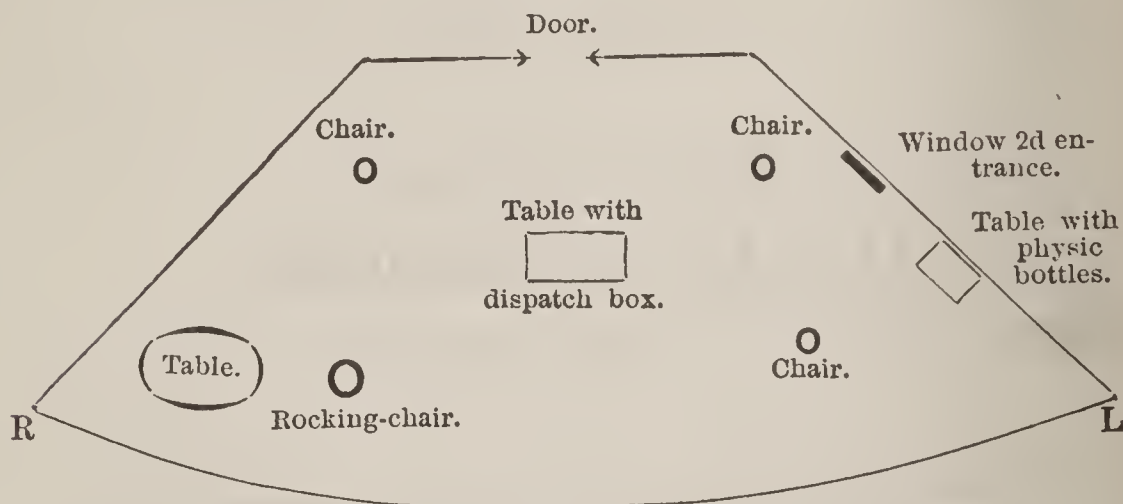 Door.
Chair.
Chair.
Window 2d en-
trance.
Table with
dispatch box.
Table with
physic
bottles.
Table.
Rocking-chair.
Chair.
R
L